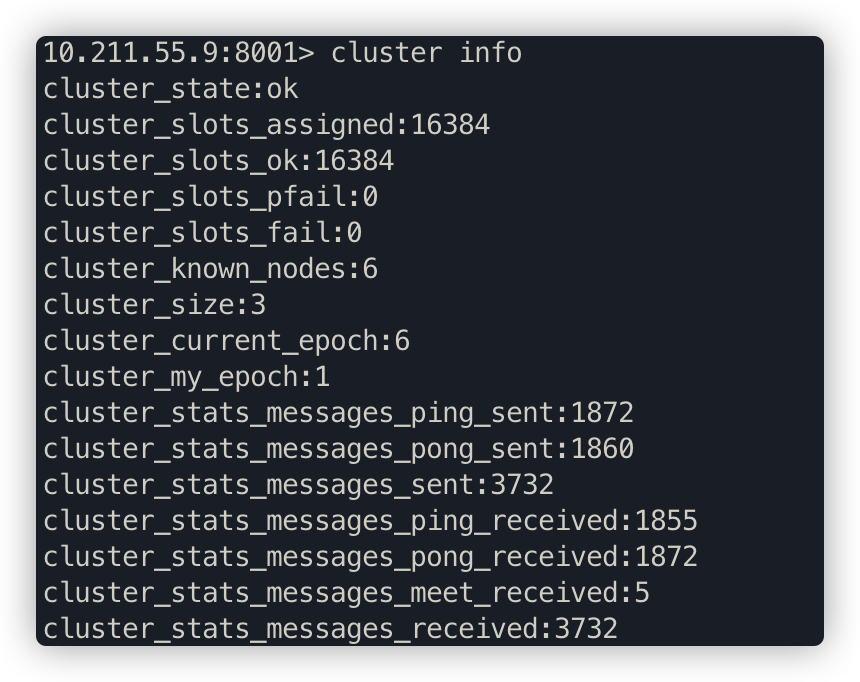 10.211.55.9:8001> cluster info
cluster_state:ok
cluster_slots_assigned:16384
cluster_slots_ok:16384
cluster_slots_pfail:0
cluster_slots_fail:0
cluster_known_nodes:6
cluster_size:3
cluster_current_epoch:6
cluster_my_epoch:1
cluster_stats_messages_ping_sent:1872
cluster_stats_messages_pong_sent:1860
cluster_stats_messages_sent:3732
cluster_stats_messages_ping_received:1855
cluster_stats_messages_pong_received:1872
cluster_stats_messages_meet_received:5
cluster_stats_messages_received:3732